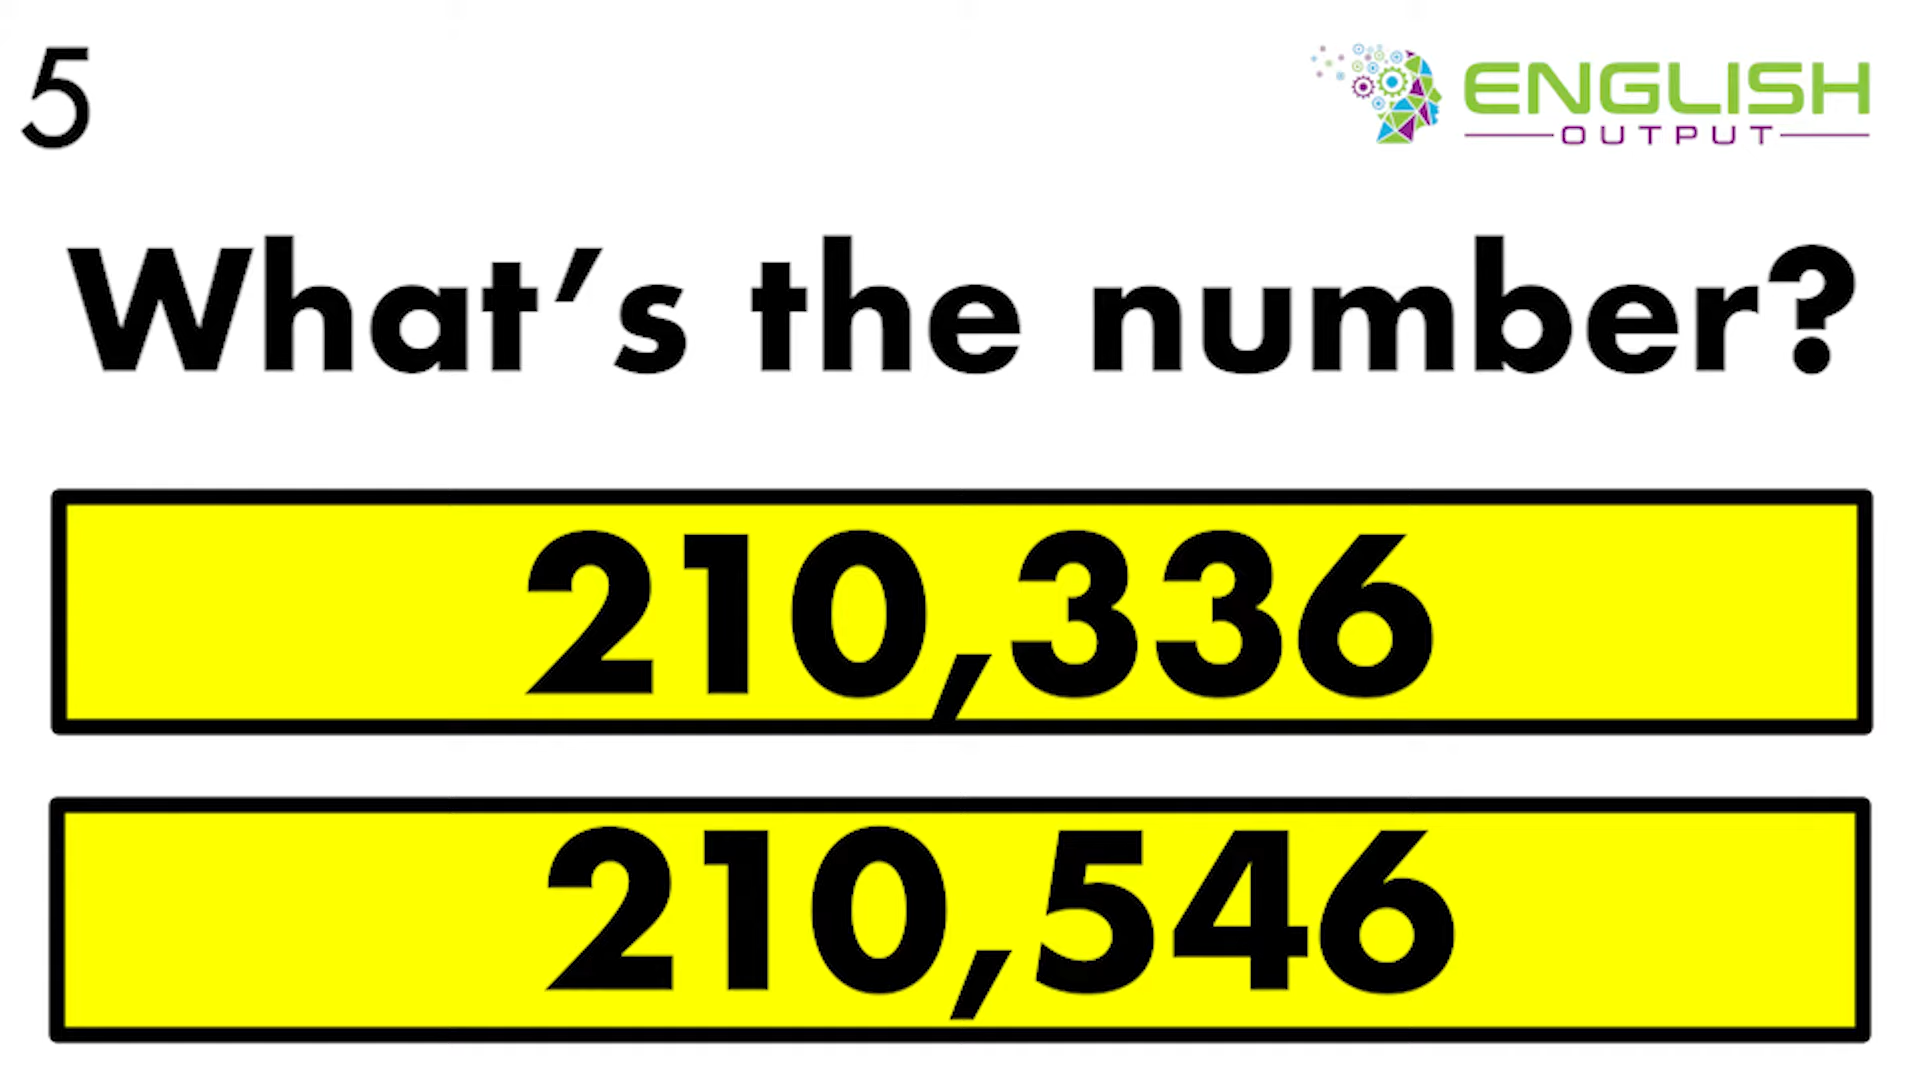 5
ENGLISH
OUTPUT
What's the number?
210,336
210,546